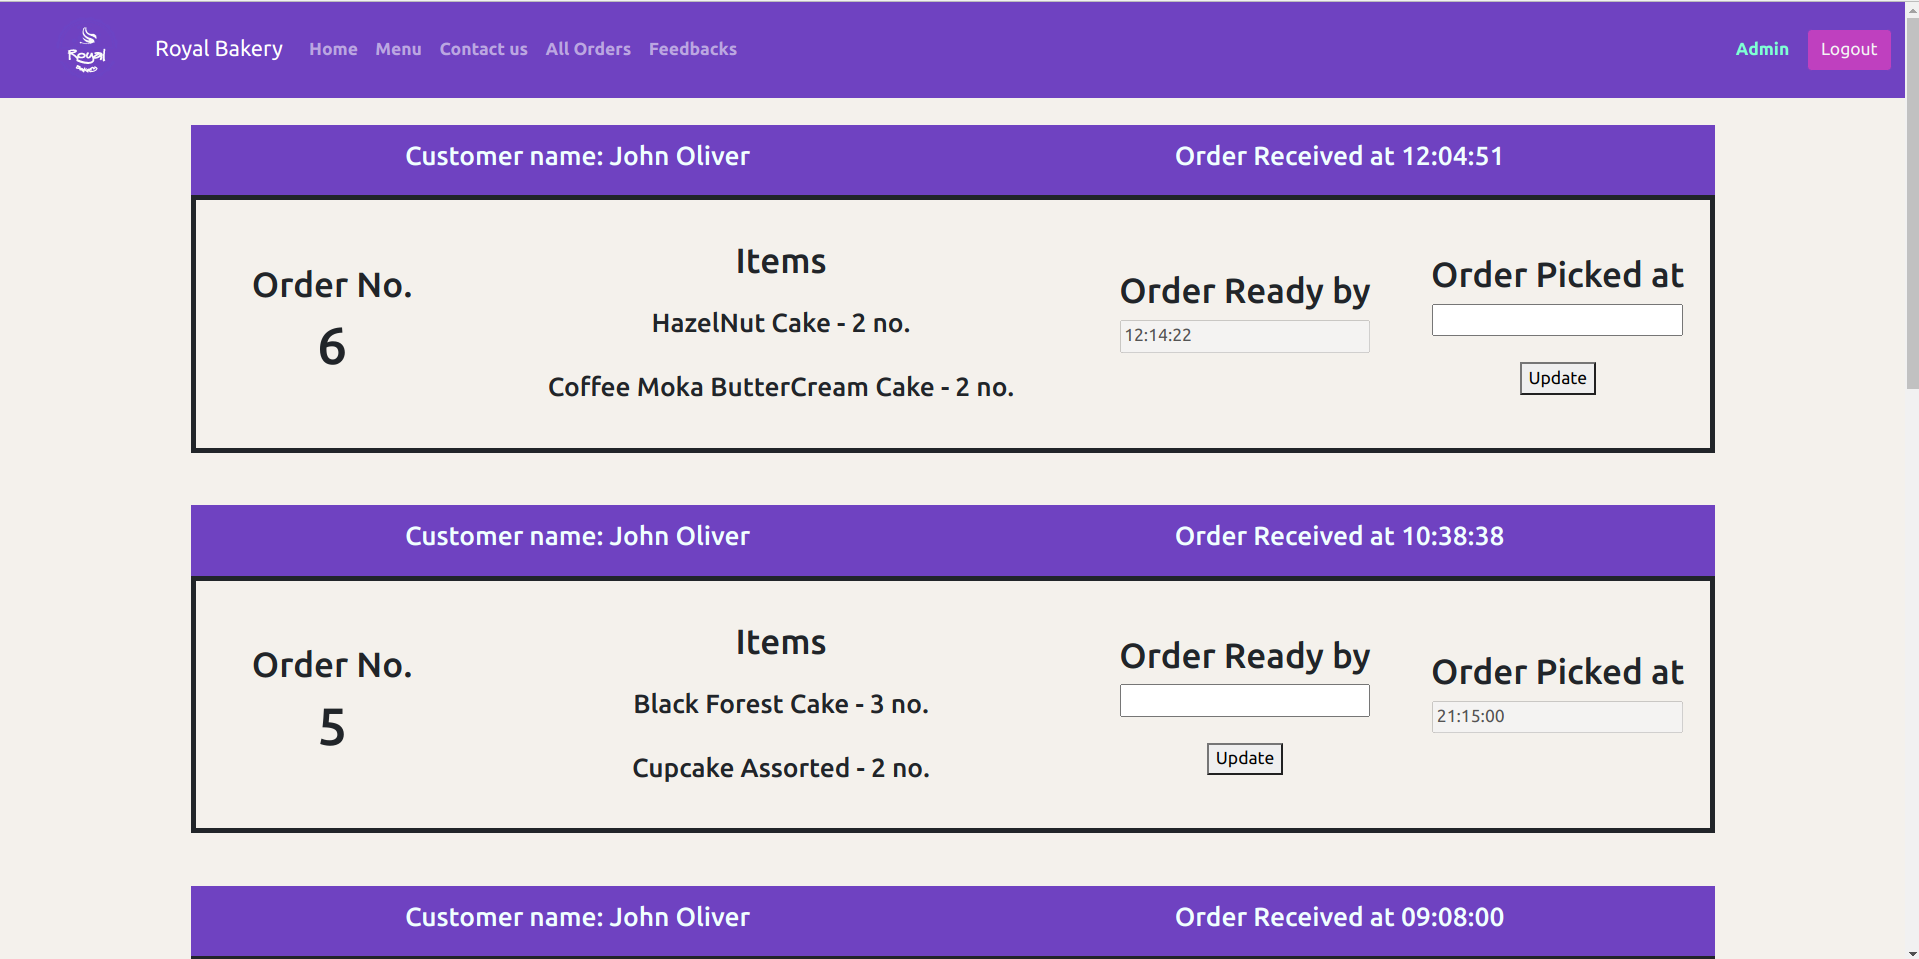 Royal
Royal Bakery Home Menu Contact us All Orders Feedbacks Admin Logout
Customer name: John Oliver Order Received at 12:04:51
Order No.
6
Items
HazelNut Cake - 2 no.
Coffee Moka ButterCream Cake - 2 no.
Order Ready by
12:14:22
Order Picked at
Update
Customer name: John Oliver Order Received at 10:38:38
Order No.
5
Items
Black Forest Cake - 3 no.
Cupcake Assorted - 2 no.
Order Ready by
Update
Order Picked at
21:15:00
Customer name: John Oliver Order Received at 09:08:00